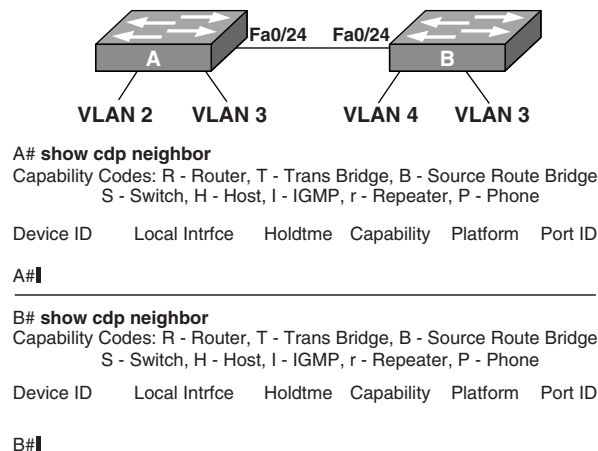 Fa0/24 Fa0/24
A B
VLAN 2 VLAN 3 VLAN 4 VLAN 3
A# show cdp neighbor
Capability Codes: R - Router, T - Trans Bridge, B - Source Route Bridge
S - Switch, H - Host, I - IGMP, r - Repeater, P - Phone
Device ID Local Intrfce Holdtme Capability Platform Port ID
A#
B# show cdp neighbor
Capability Codes: R - Router, T - Trans Bridge, B - Source Route Bridge
S - Switch, H - Host, I - IGMP, r - Repeater, P - Phone
Device ID Local Intrfce Holdtme Capability Platform Port ID
B#